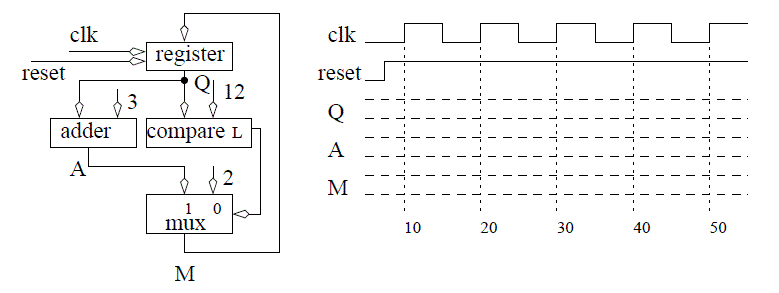 clk
register
reset
Q
12
3
adder
compare L
A
2
1 0
mux
M
clk
reset
Q
A
M
10 20 30 40 50